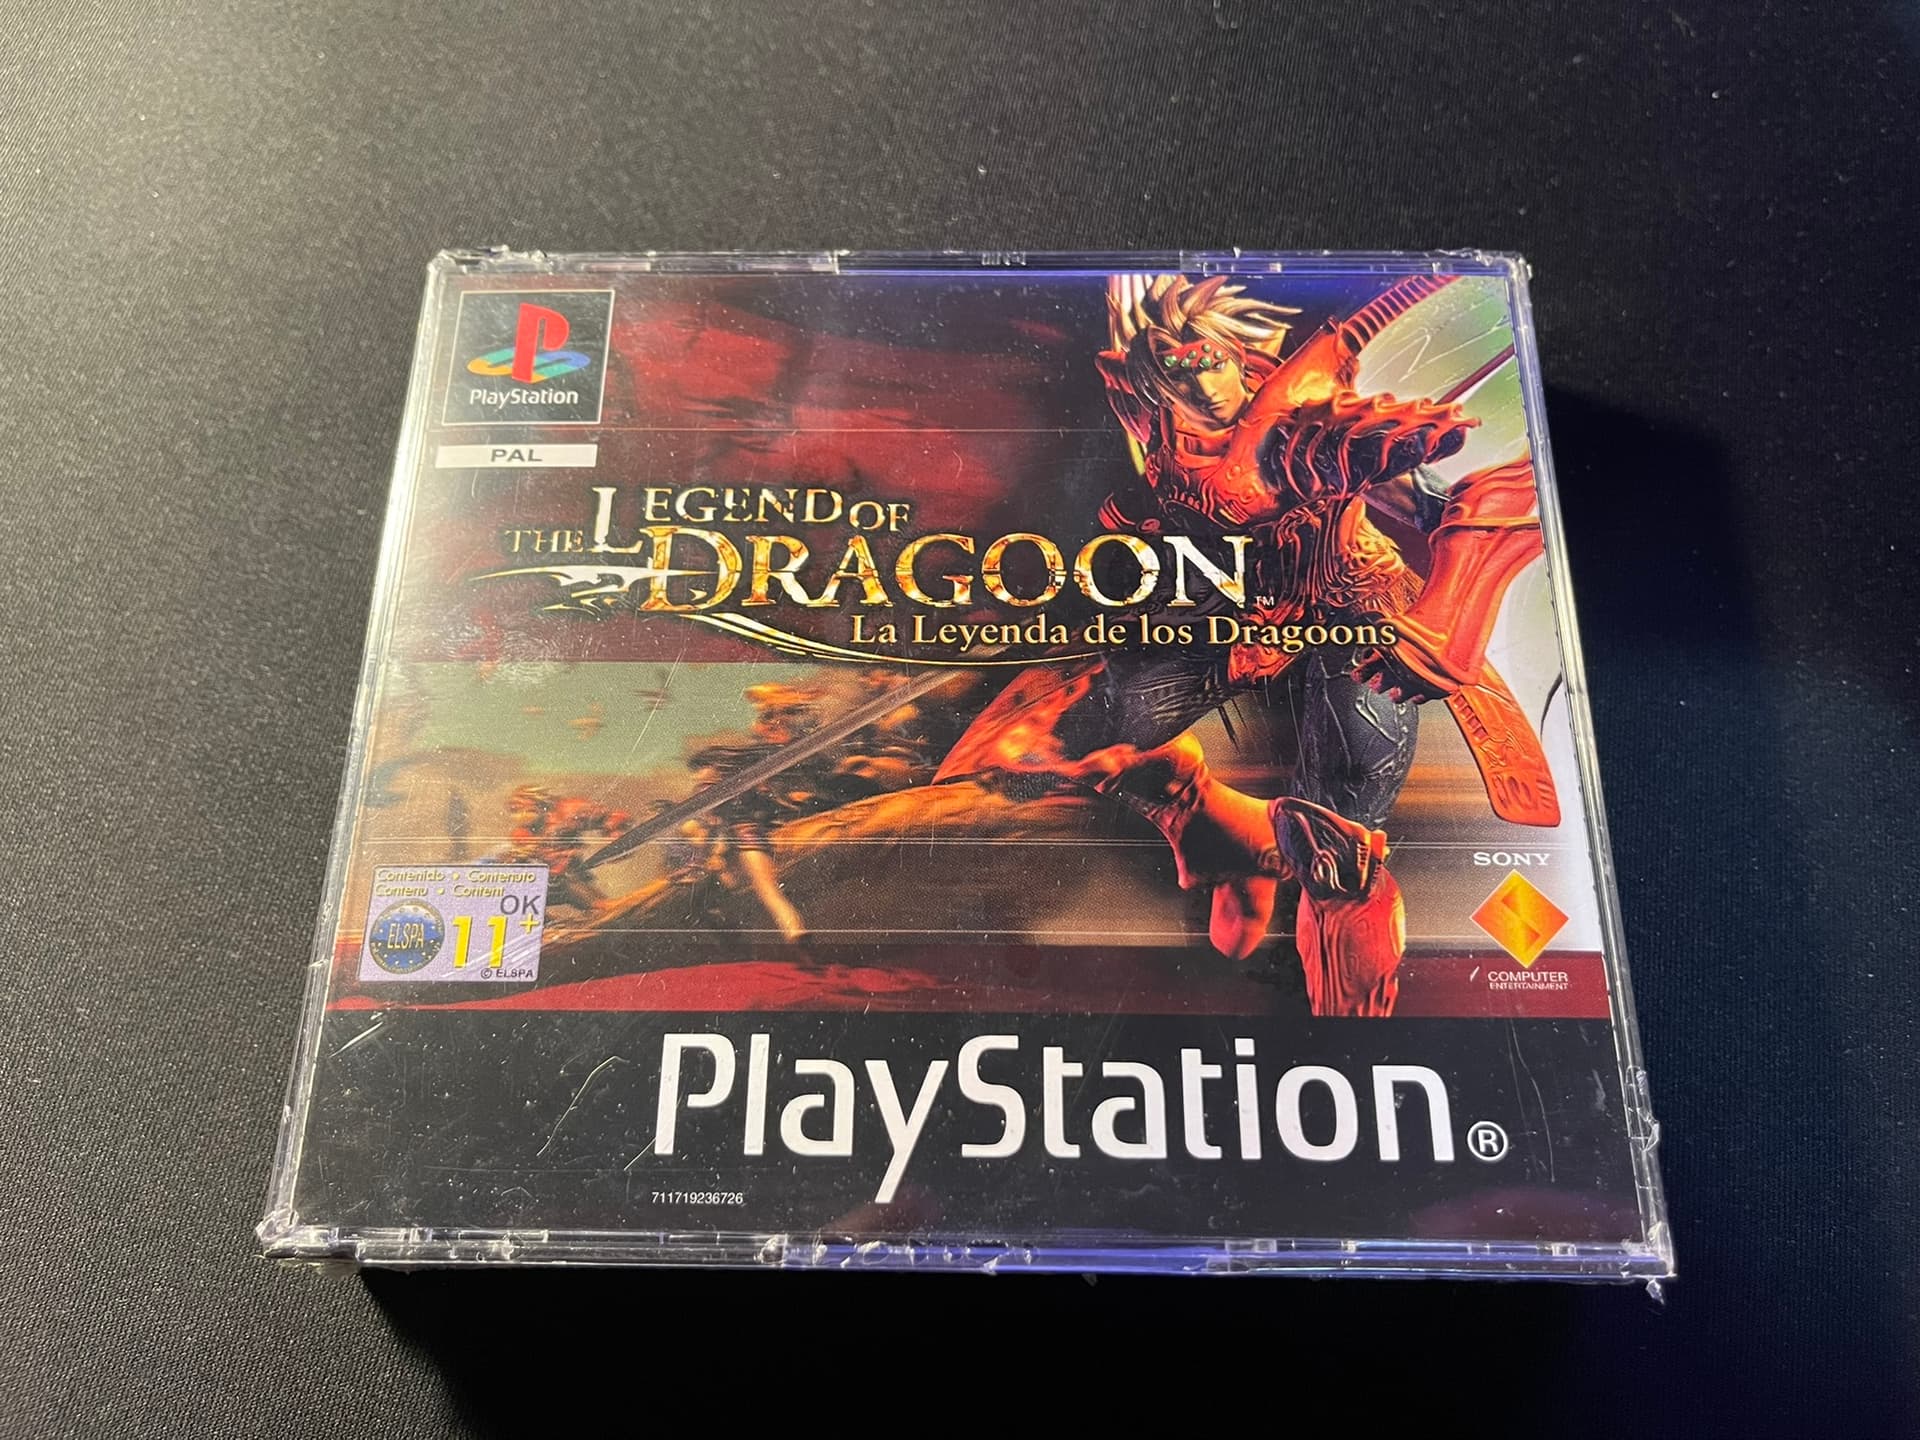 PlayStation
PAL
THE LEGEND OF
DRAGOON™
La Leyenda de los Dragoons
Contenido • Contenuto
Contenu • Content
OK
ELSPA
11+
© ELSPA
SONY
COMPUTER
ENTERTAINMENT
PlayStation®
711719236726